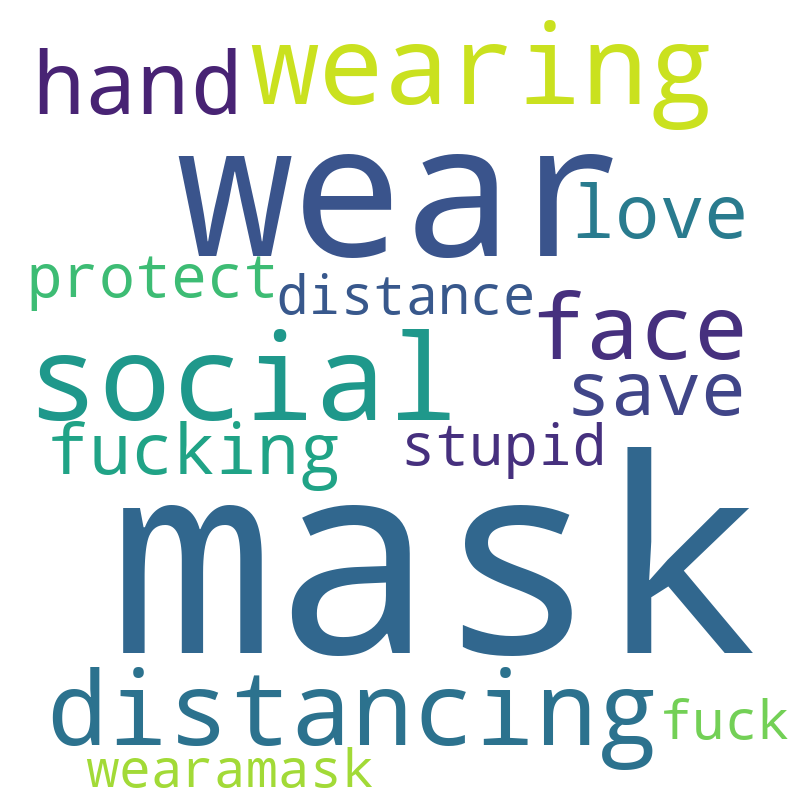 hand wearing
wear
love
protect
distance
face
social
save
fucking
stupid
mask
distancing
fuck
wearamask